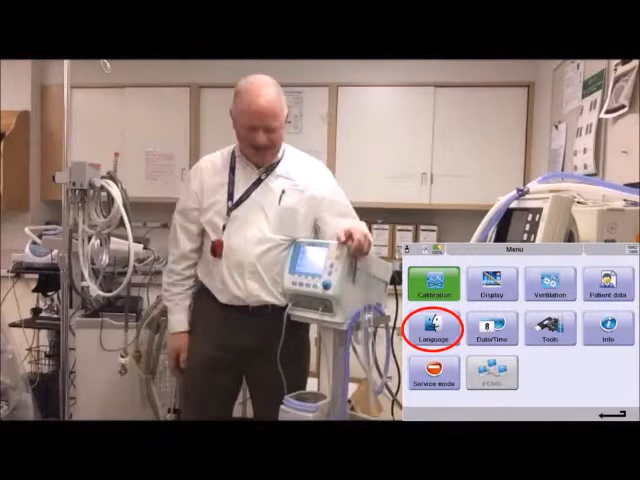 Menu
Calibration
Display
Ventilation
Patient data
Language
Date/Time
Tools
Info
Service mode
PDMS